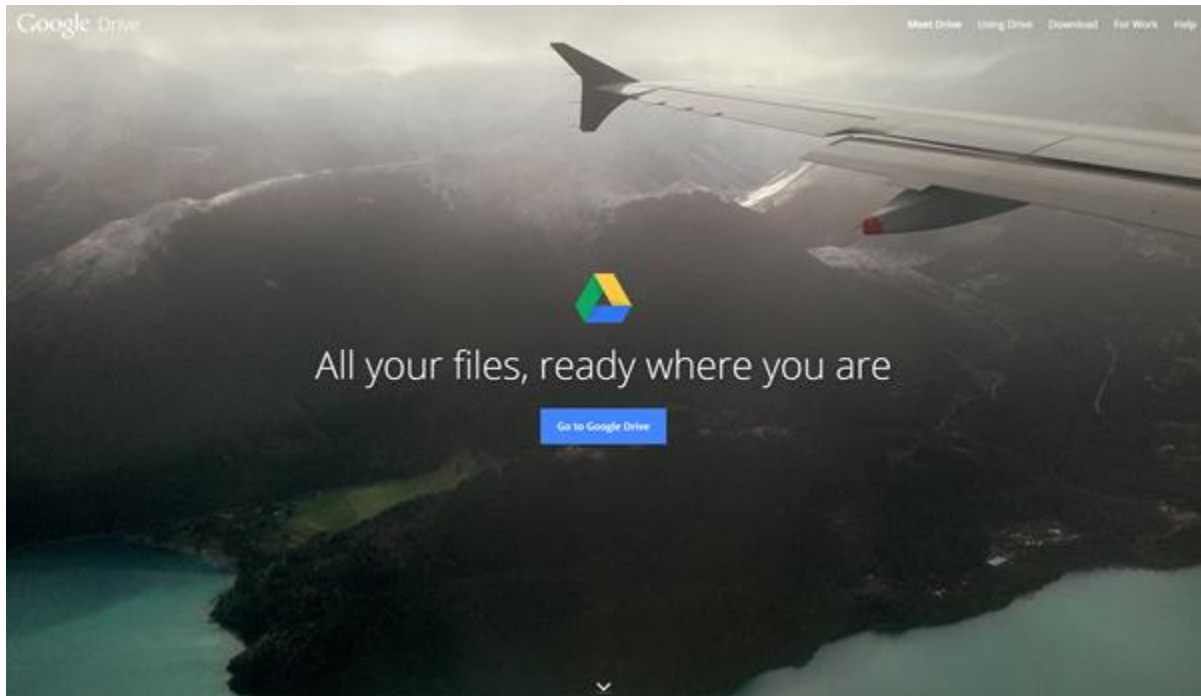 Google Drive
Meet Drive Using Drive Download For Work Help
All your files, ready where you are
Go to Google Drive